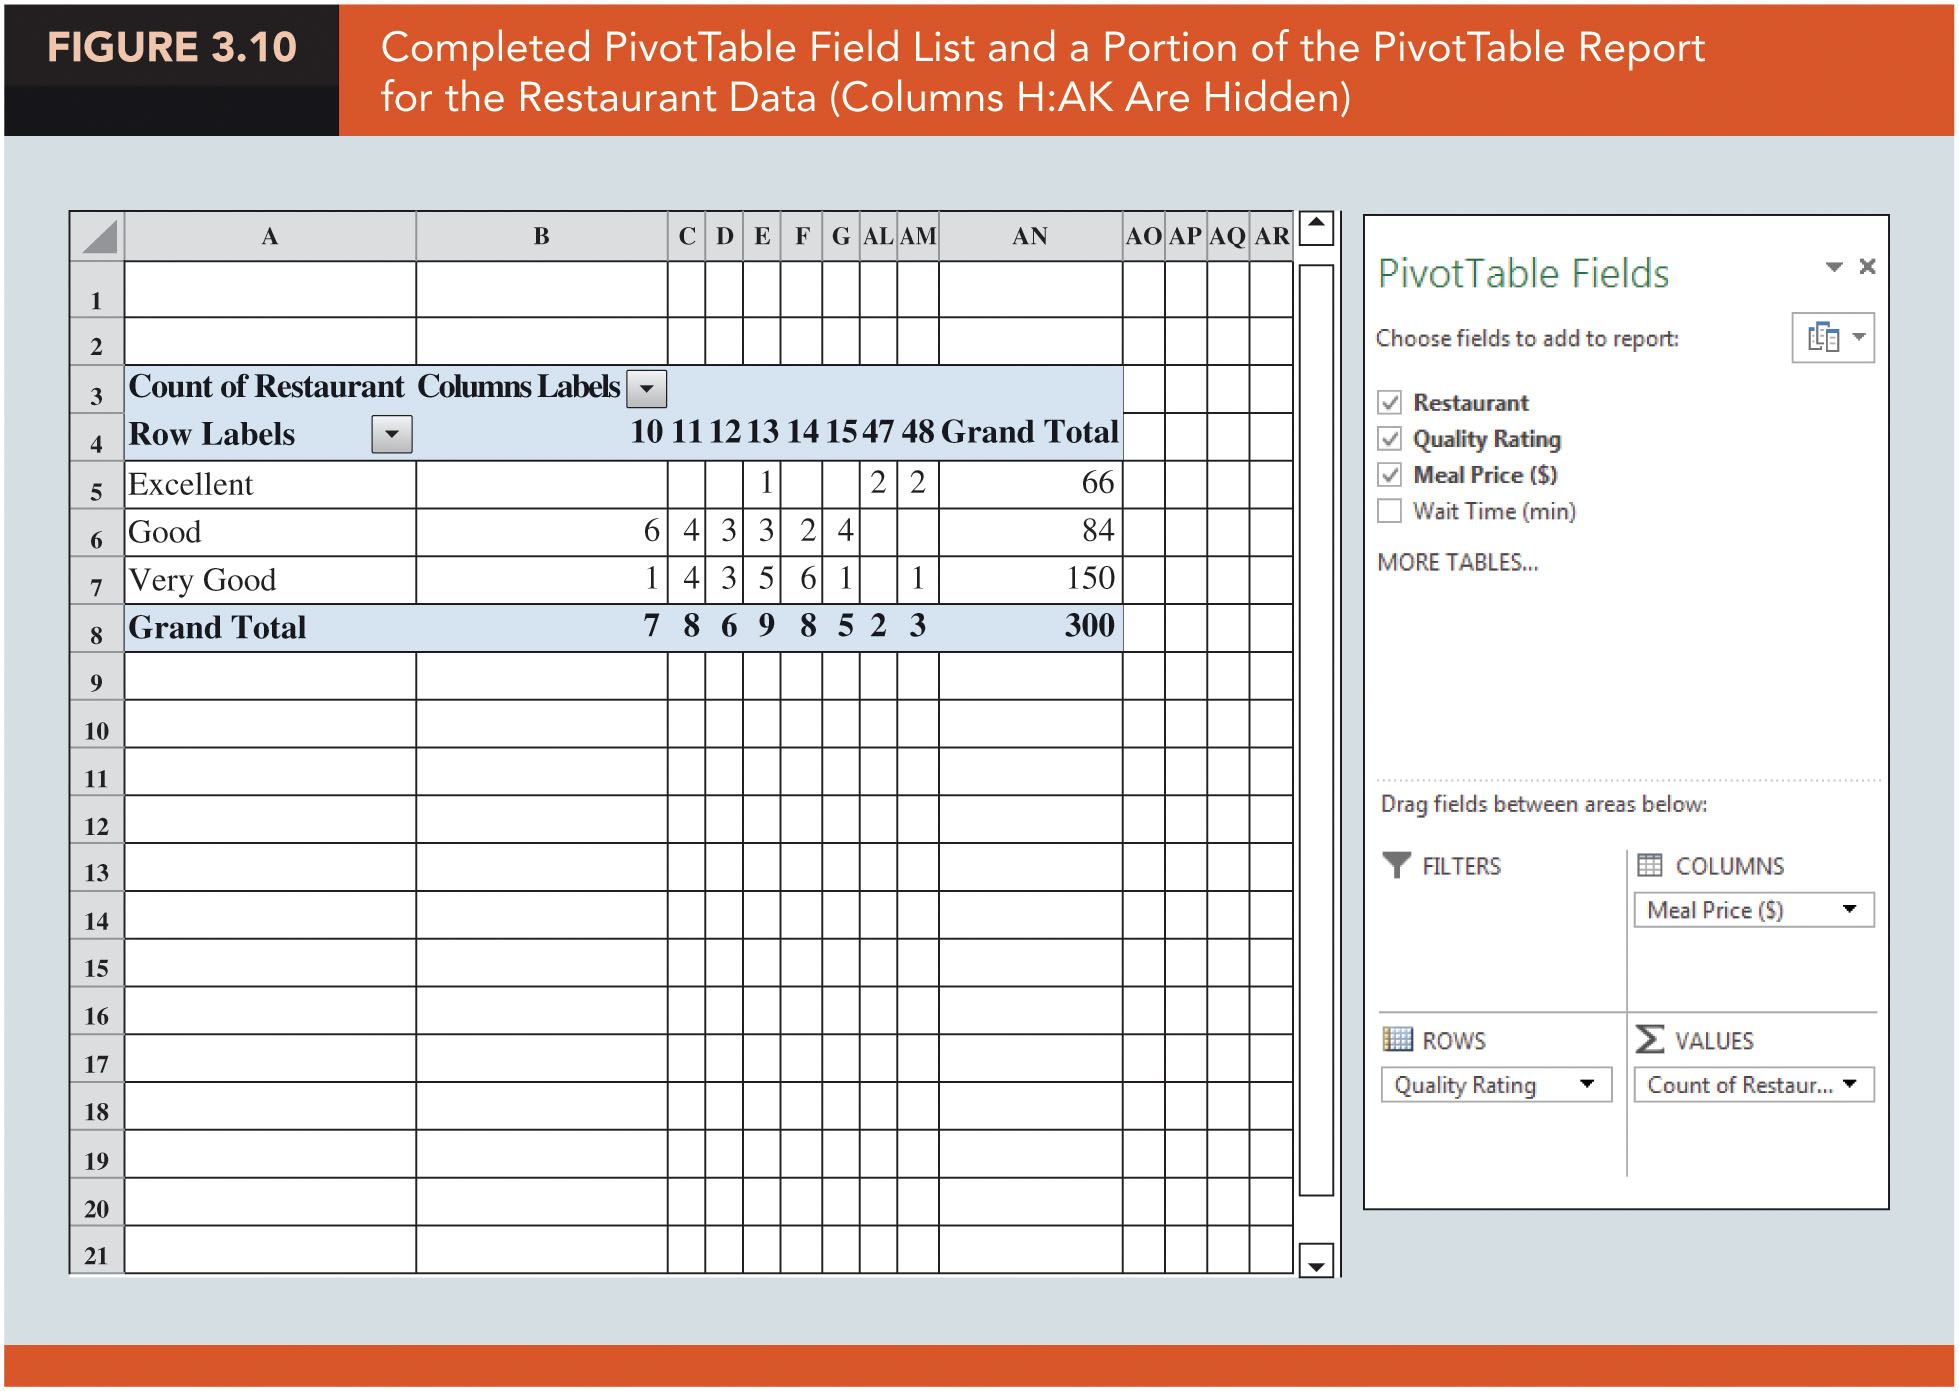 FIGURE 3.10
Completed PivotTable Field List and a Portion of the PivotTable Report
for the Restaurant Data (Columns H:AK Are Hidden)
A B C D E F G AL AM AN AO AP AQ AR
1
2
3 Count of Restaurant Columns Labels
4 Row Labels 10 11 12 13 14 15 47 48 Grand Total
5 Excellent 1 2 2 66
6 Good 6 4 3 3 2 4 84
7 Very Good 1 4 3 5 6 1 1 150
8 Grand Total 7 8 6 9 8 5 2 3 300
9
10
11
12
13
14
15
16
17
18
19
20
21
PivotTable Fields
Choose fields to add to report:
Restaurant
Quality Rating
Meal Price ($)
Wait Time (min)
MORE TABLES...
Drag fields between areas below:
FILTERS
COLUMNS
Meal Price ($)
ROWS
Quality Rating
VALUES
Count of Restaur...